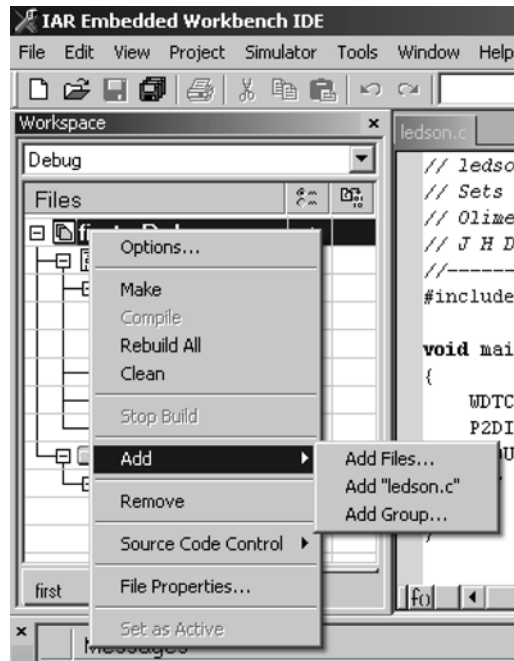 IAR Embedded Workbench IDE
File Edit View Project Simulator Tools Window Help
Workspace
ledson.c
Debug
Files
Options...
Make
Compile
Rebuild All
Clean
Stop Build
Add
Remove
Source Code Control
File Properties...
Set as Active
Add Files...
Add "ledson.c"
Add Group...
// ledso
// Sets
// Olime
// J H D
//------
#include
void mai
{
WDTC
P2DI
first
Messages